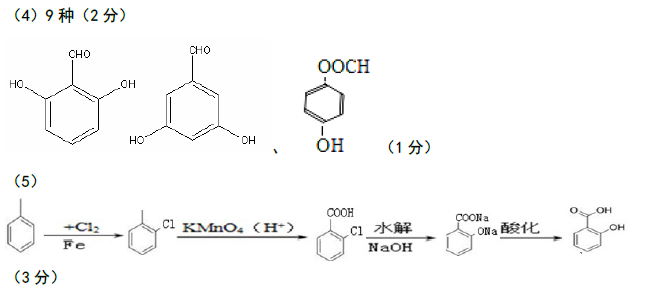 (4) 9 种 (2 分)
CHO
HO OH
CHO
HO OH
OOCH
OH
、
(1 分)
(5)
+Cl₂
Fe
Cl
KMnO₄ (H⁺)
COOH
Cl
水解
NaOH
COONa
ONa
酸化
O OH
OH
(3 分)